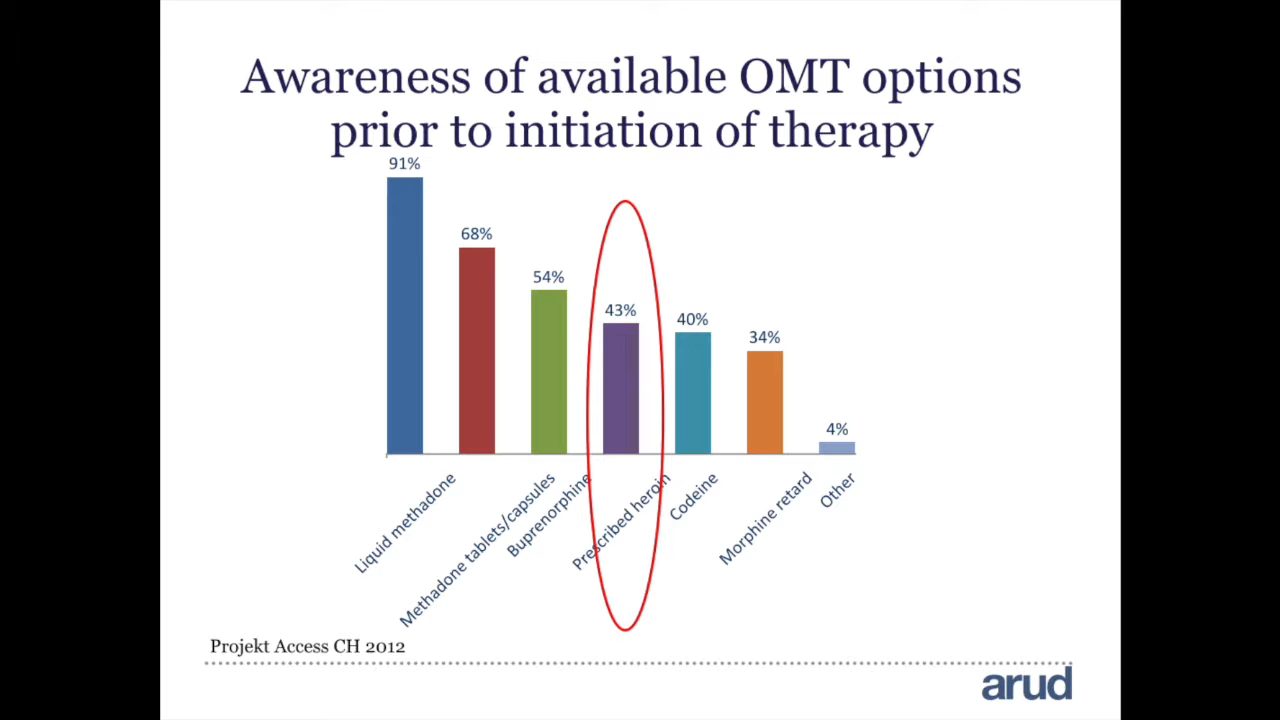 Awareness of available OMT options
prior to initiation of therapy
91%
68%
54%
43%
40%
34%
4%
Liquid methadone
Methadone tablets/capsules
Buprenorphine
Prescribed heroin
Codeine
Morphine retard
Other
Projekt Access CH 2012
arud